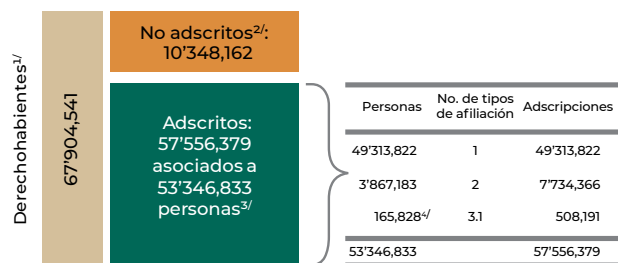 Derechohabientes1/
67’904,541
No adscritos2/:
10’348,162
Adscritos:
57’556,379
asociados a
53’346,833
personas3/
Personas No. de tipos de afiliación Adscripciones
49’313,822 1 49’313,822
3’867,183 2 7’734,366
165,8284/ 3.1 508,191
53’346,833 57’556,379